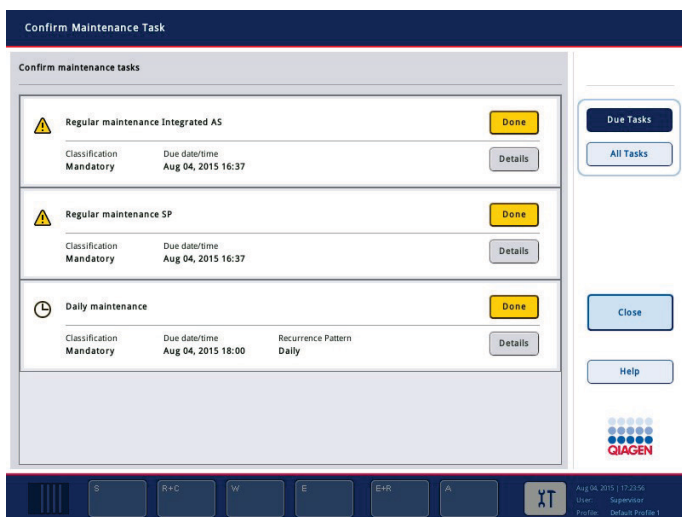 Confirm Maintenance Task
Confirm maintenance tasks
Regular maintenance Integrated AS
Done
Classification Due date/time
Mandatory Aug 04, 2015 16:37
Details
Regular maintenance SP
Done
Classification Due date/time
Mandatory Aug 04, 2015 16:37
Details
Daily maintenance
Done
Classification Due date/time Recurrence Pattern
Mandatory Aug 04, 2015 18:00 Daily
Details
Due Tasks
All Tasks
Close
Help
QIAGEN
S R+C W E E+R A
Aug 04, 2015 | 17:23:56
User: Supervisor
Profile: Default Profile 1